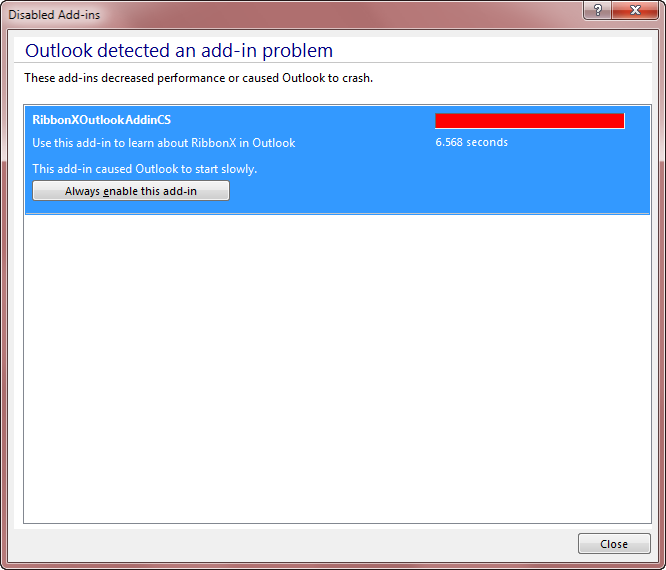 Disabled Add-ins
?
Outlook detected an add-in problem
These add-ins decreased performance or caused Outlook to crash.
RibbonXOutlookAddinCS
Use this add-in to learn about RibbonX in Outlook
6.568 seconds
This add-in caused Outlook to start slowly.
Always enable this add-in
Close